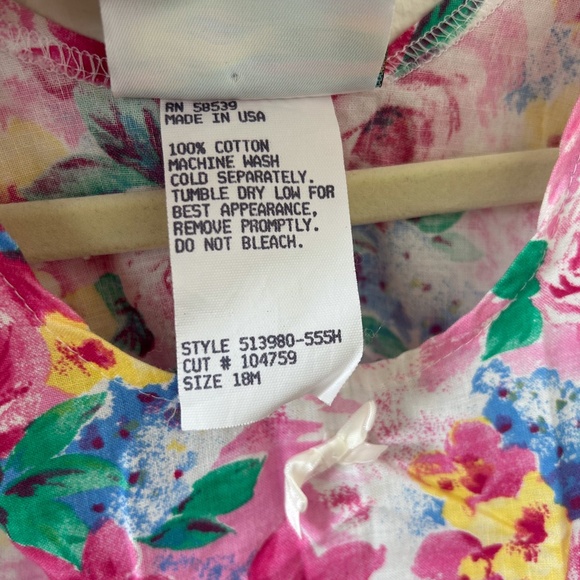 RN 58539
MADE IN USA
100% COTTON
MACHINE WASH
COLD SEPARATELY.
TUMBLE DRY LOW FOR
BEST APPEARANCE,
REMOVE PROMPTLY.
DO NOT BLEACH.
STYLE 513980-555H
CUT # 104759
SIZE 18M